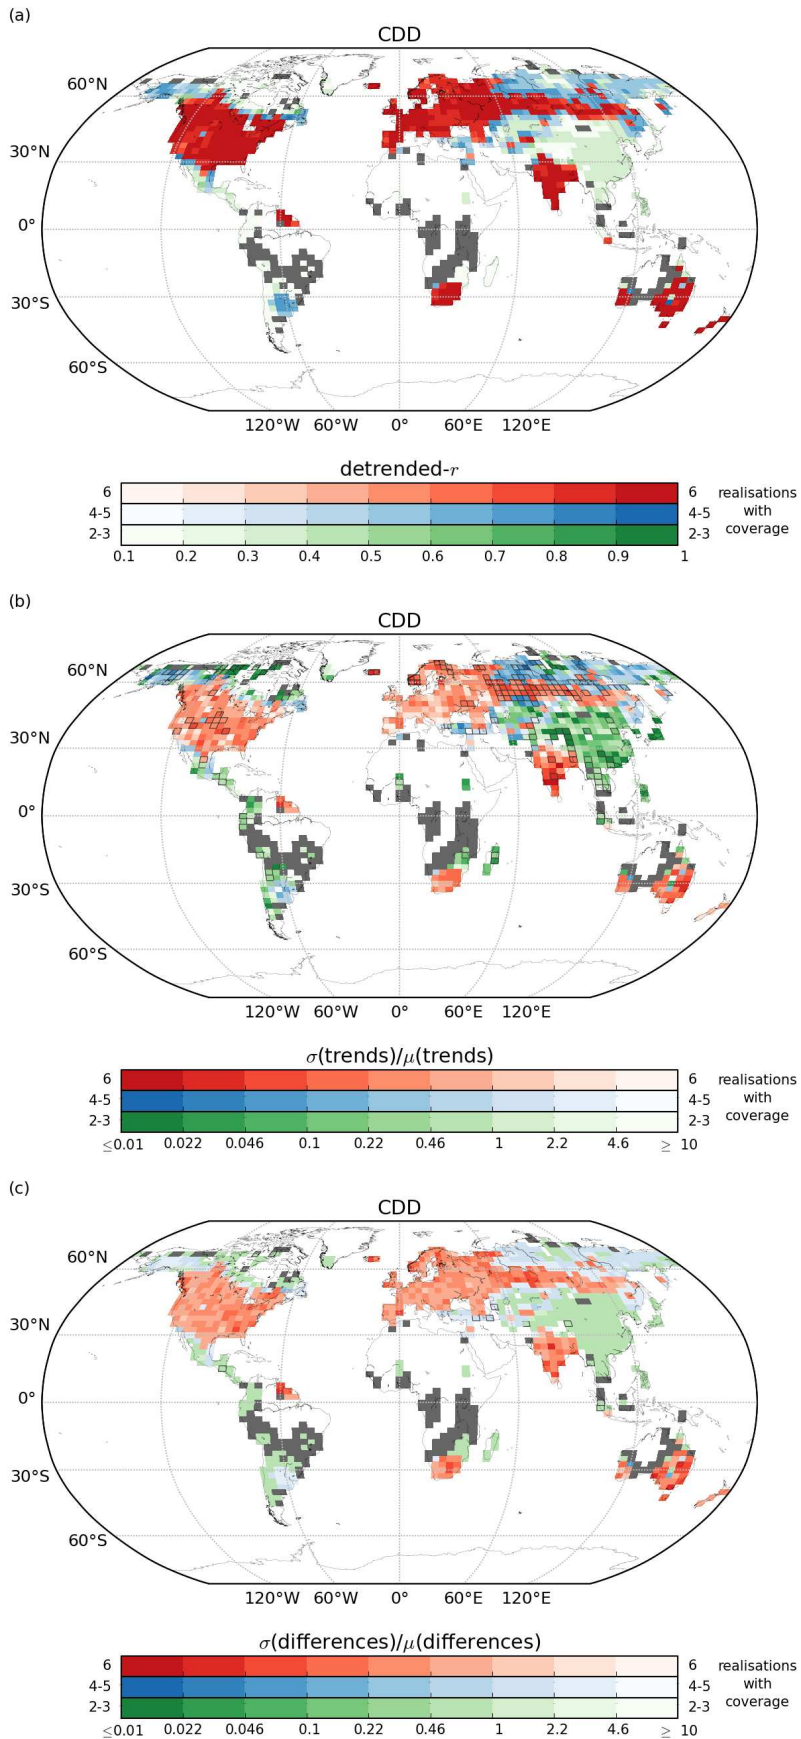 (a)
CDD
60°N
30°N
0°
30°S
60°S
120°W 60°W 0° 60°E 120°E
detrended-r
6 6 realisations
4-5 4-5 with
2-3 2-3 coverage
0.1 0.2 0.3 0.4 0.5 0.6 0.7 0.8 0.9 1
(b)
CDD
60°N
30°N
0°
30°S
60°S
120°W 60°W 0° 60°E 120°E
σ(trends)/μ(trends)
6 6 realisations
4-5 4-5 with
2-3 2-3 coverage
≤0.01 0.022 0.046 0.1 0.22 0.46 1 2.2 4.6 ≥ 10
(c)
CDD
60°N
30°N
0°
30°S
60°S
120°W 60°W 0° 60°E 120°E
σ(differences)/μ(differences)
6 6 realisations
4-5 4-5 with
2-3 2-3 coverage
≤0.01 0.022 0.046 0.1 0.22 0.46 1 2.2 4.6 ≥ 10